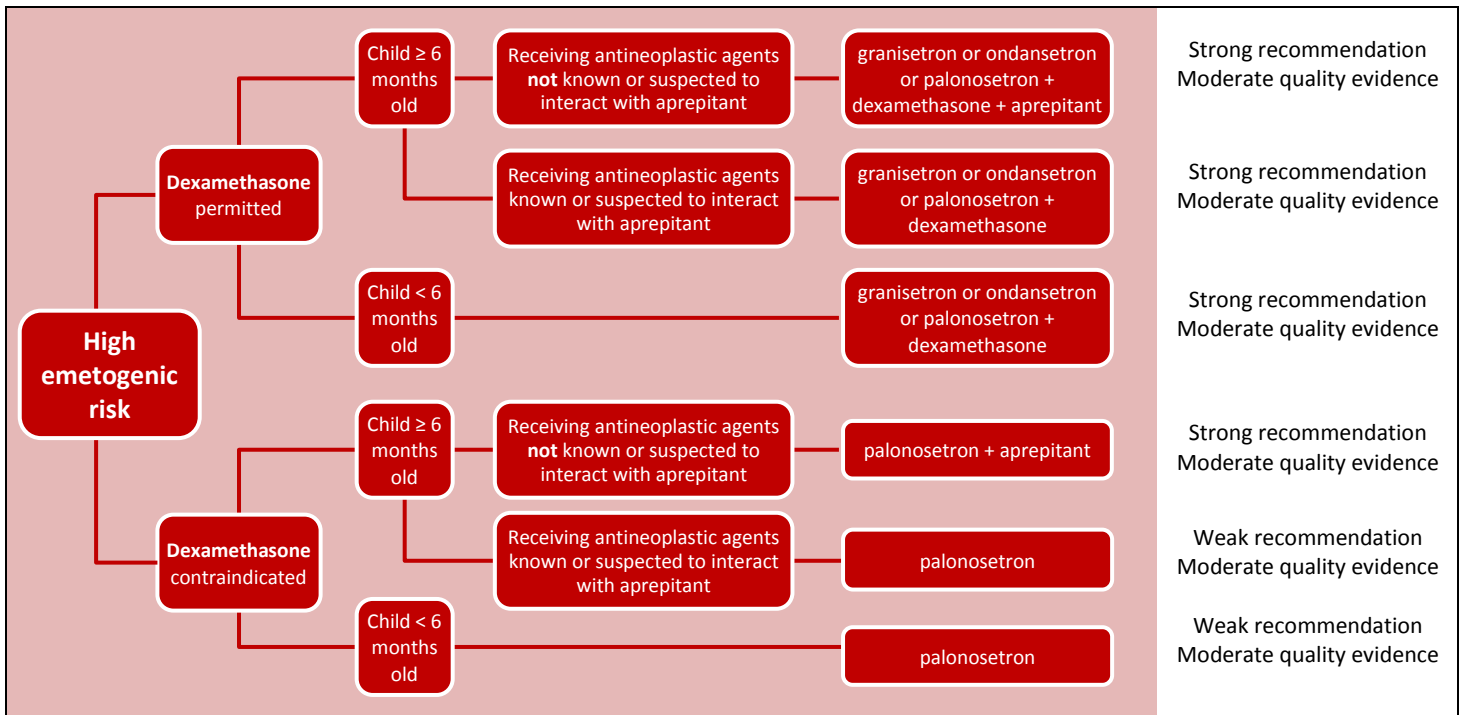 High
emetogenic
risk
Dexamethasone
permitted
Child ≥ 6
months
old
Receiving antineoplastic agents
not known or suspected to
interact with aprepitant
granisetron or ondansetron
or palonosetron +
dexamethasone + aprepitant
Strong recommendation
Moderate quality evidence
Receiving antineoplastic agents
known or suspected to interact
with aprepitant
granisetron or ondansetron
or palonosetron +
dexamethasone
Strong recommendation
Moderate quality evidence
Child < 6
months
old
granisetron or ondansetron
or palonosetron +
dexamethasone
Strong recommendation
Moderate quality evidence
Dexamethasone
contraindicated
Child ≥ 6
months
old
Receiving antineoplastic agents
not known or suspected to
interact with aprepitant
palonosetron + aprepitant
Strong recommendation
Moderate quality evidence
Receiving antineoplastic agents
known or suspected to interact
with aprepitant
palonosetron
Weak recommendation
Moderate quality evidence
Child < 6
months
old
palonosetron
Weak recommendation
Moderate quality evidence